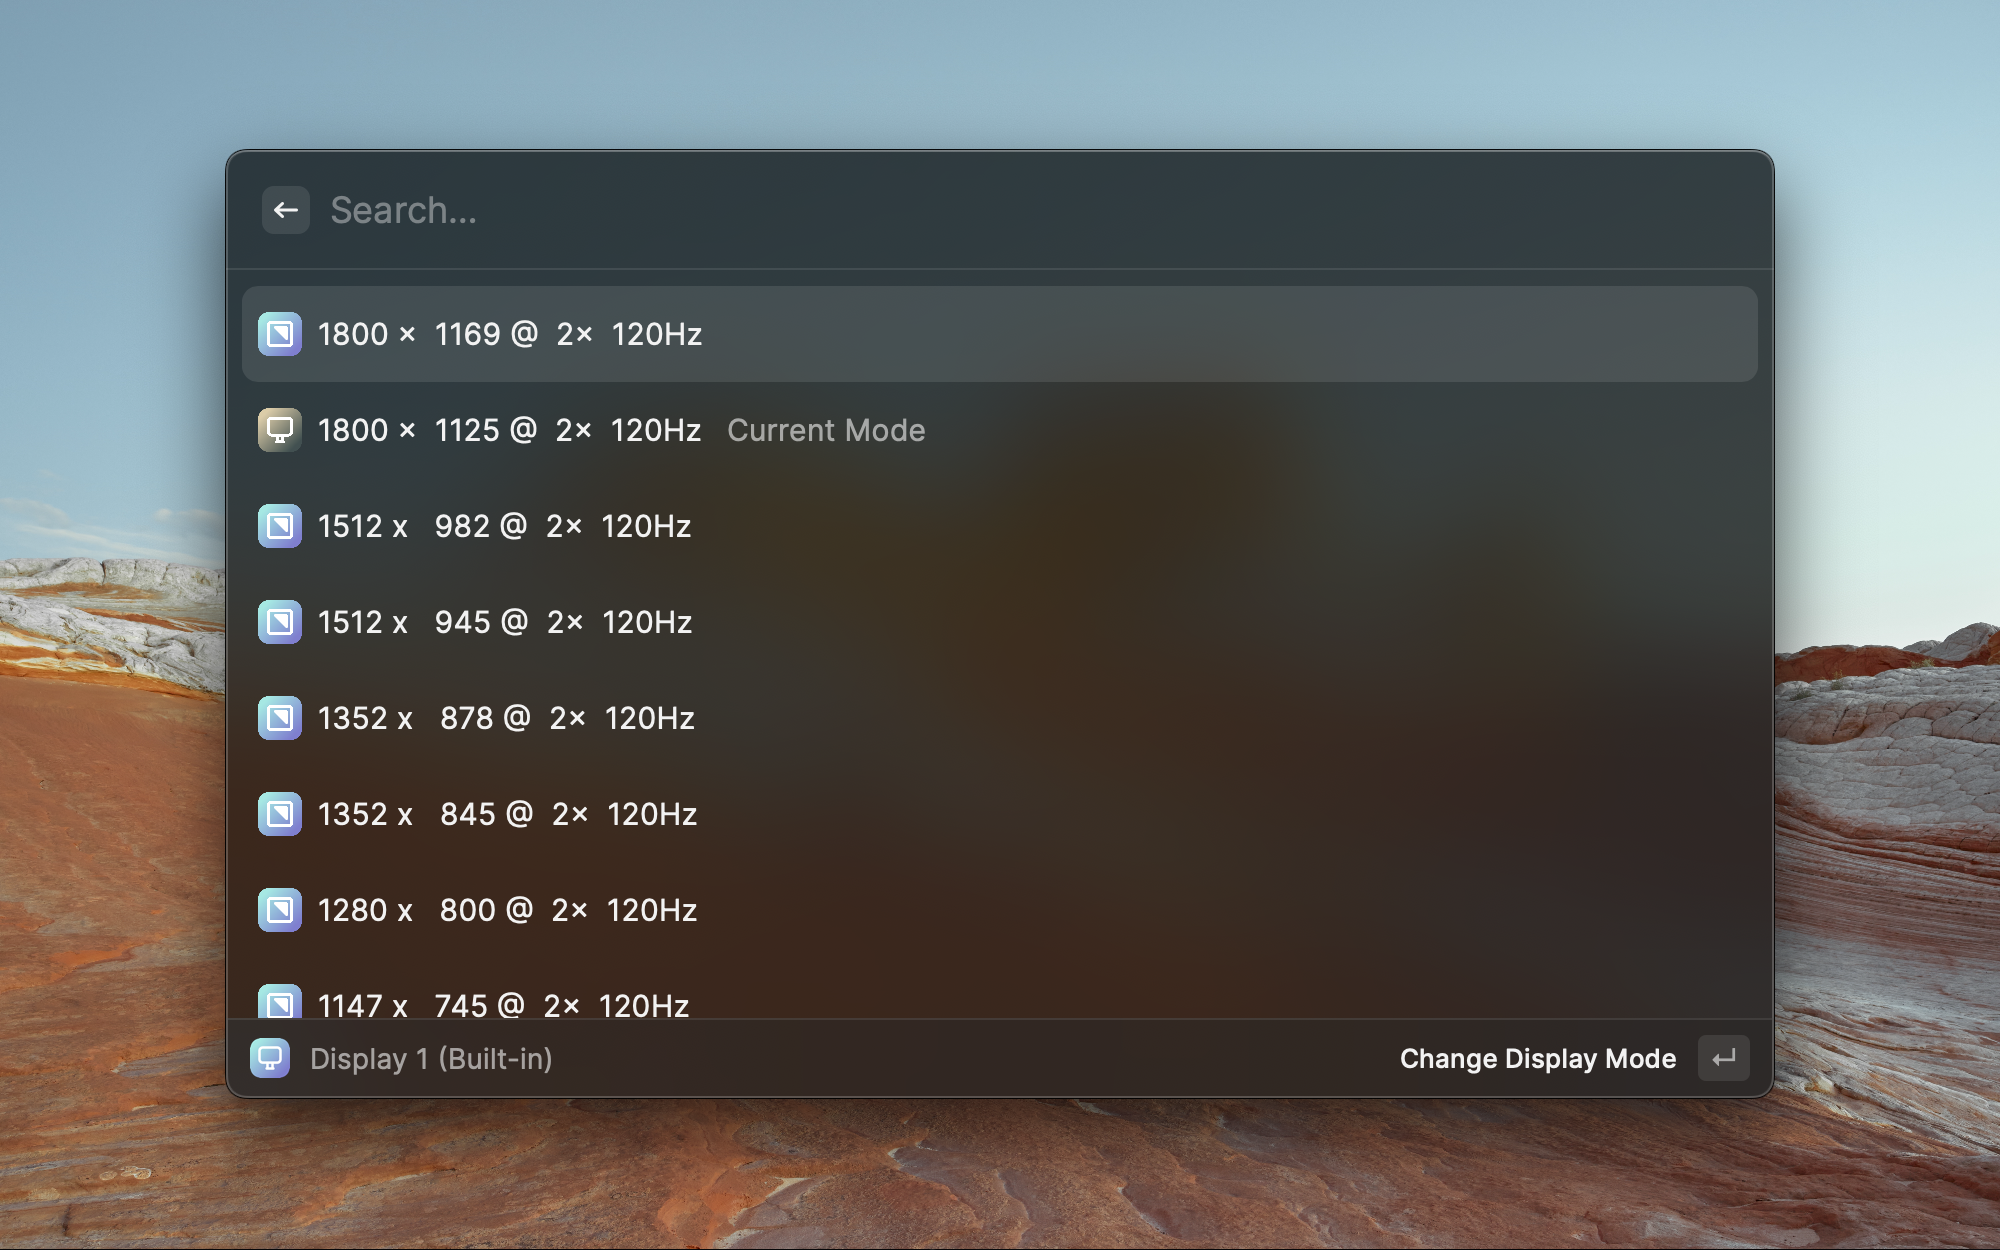 Search...
1800 × 1169 @ 2× 120Hz
1800 × 1125 @ 2× 120Hz Current Mode
1512 x 982 @ 2× 120Hz
1512 x 945 @ 2× 120Hz
1352 x 878 @ 2× 120Hz
1352 x 845 @ 2× 120Hz
1280 x 800 @ 2× 120Hz
1147 x 745 @ 2× 120Hz
Display 1 (Built-in) Change Display Mode